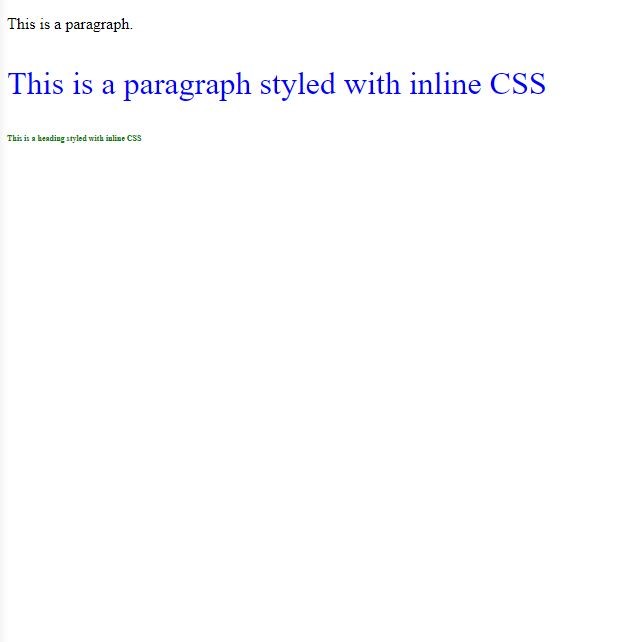 This is a paragraph.
This is a paragraph styled with inline CSS
This is a heading styled with inline CSS